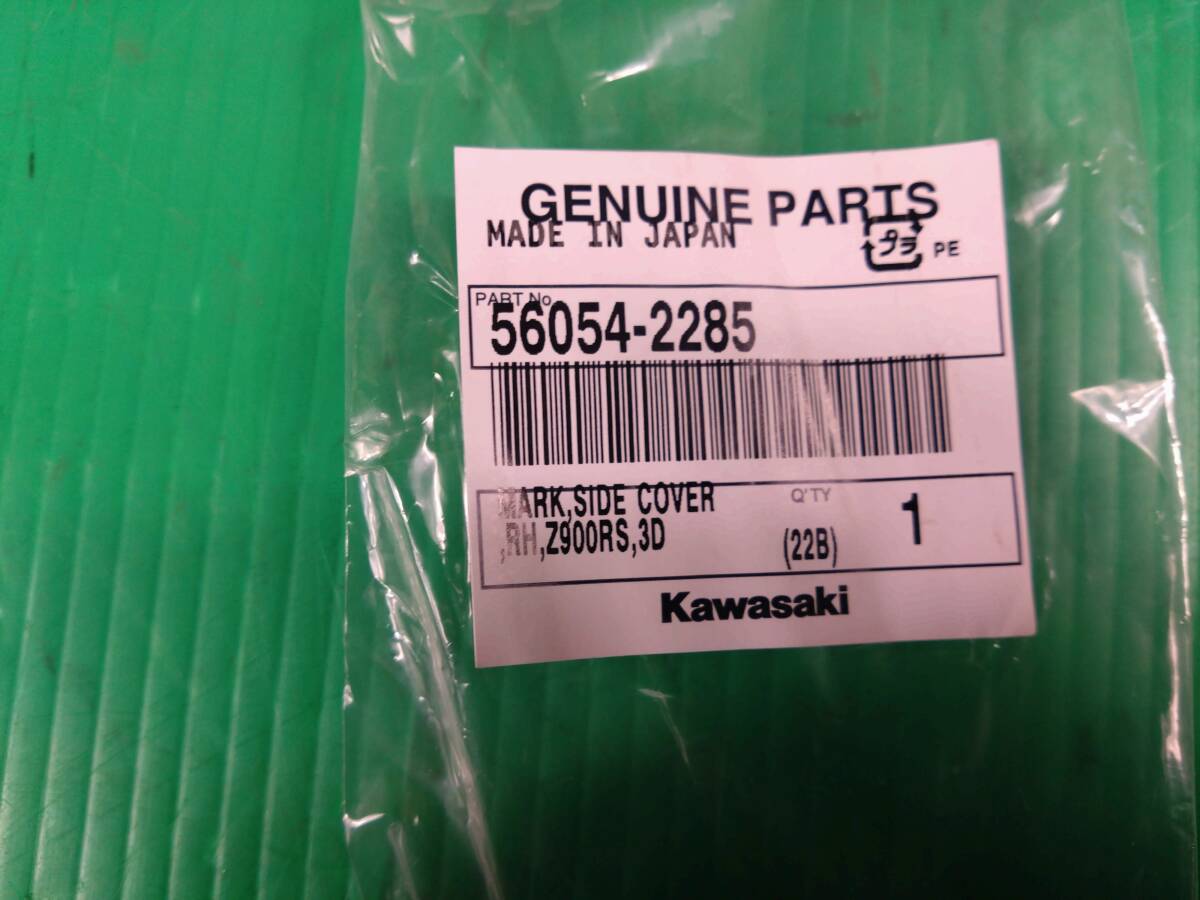 GENUINE PARTS
MADE IN JAPAN
プラ PE
PART No.
56054-2285
MARK,SIDE COVER
,RH,Z900RS,3D
Q'TY
(22B)
1
Kawasaki